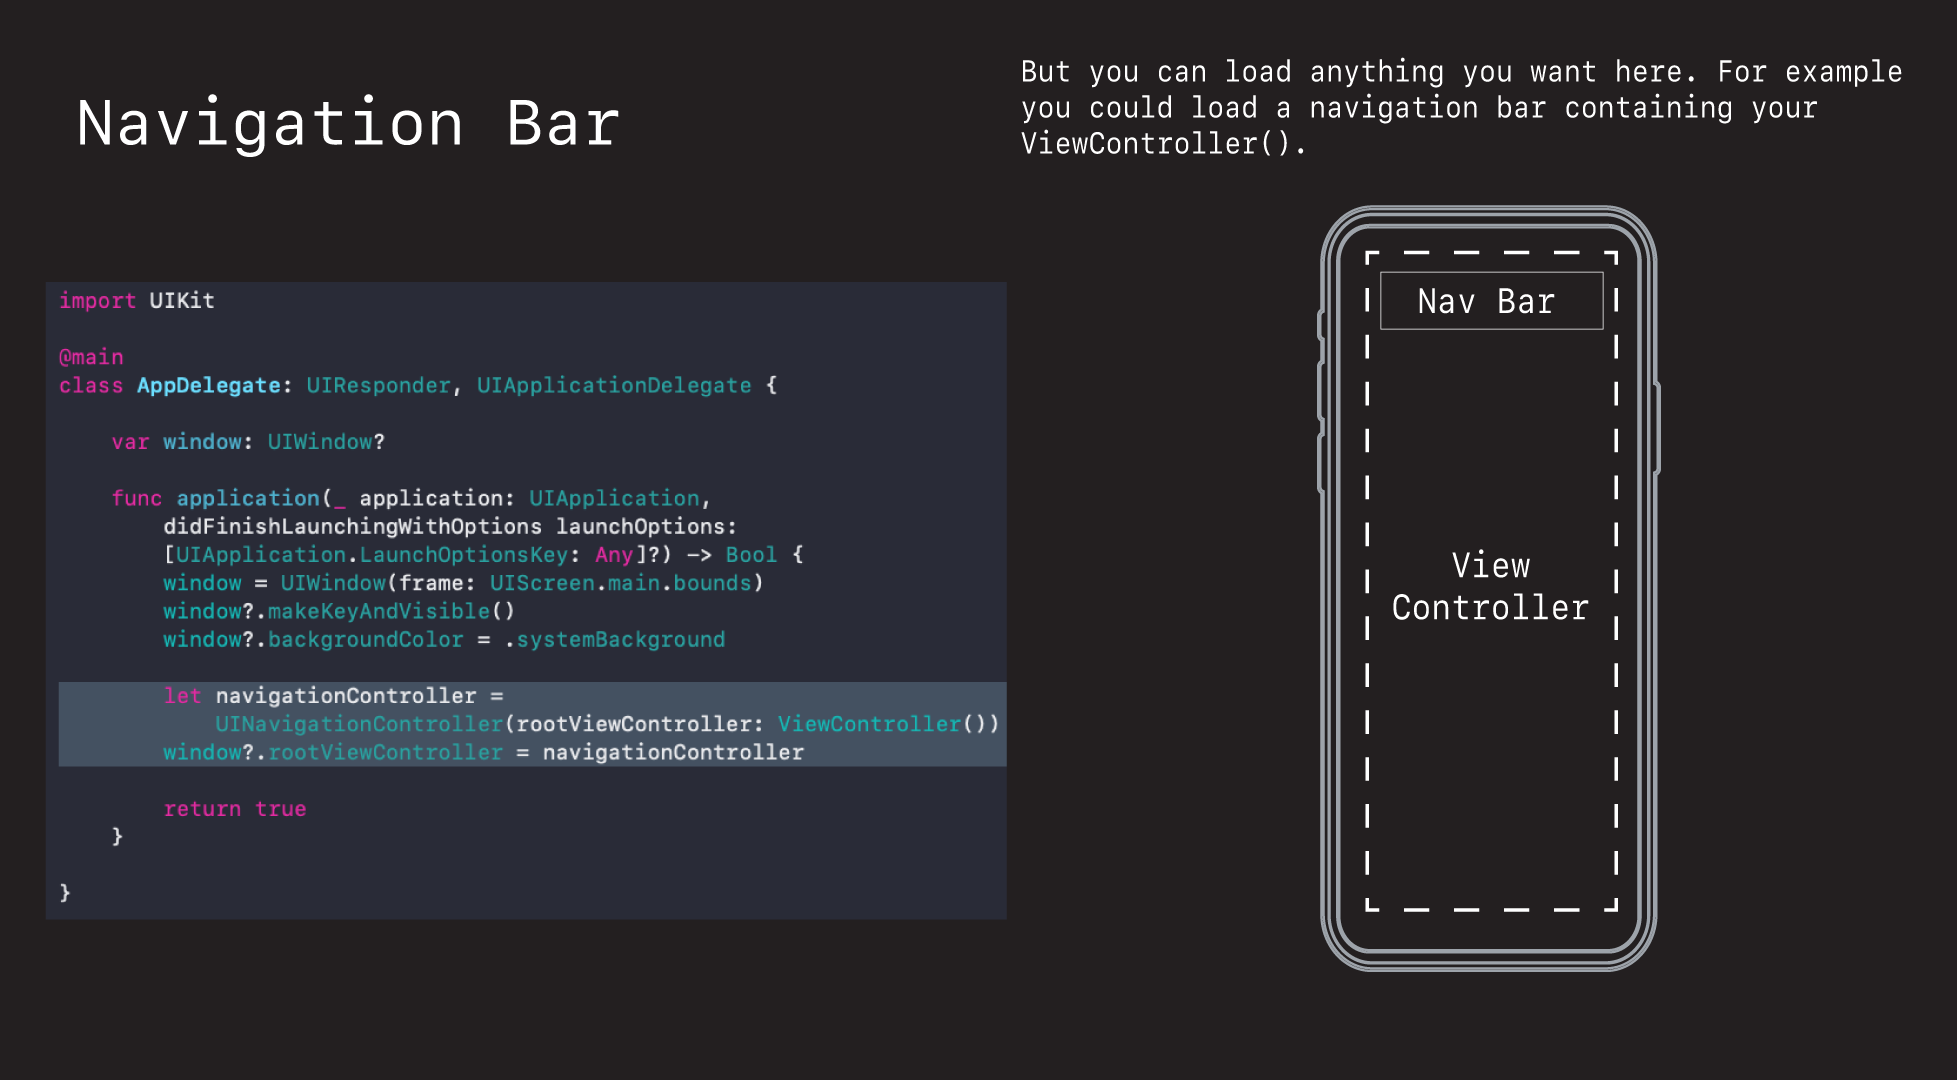 Navigation Bar
But you can load anything you want here. For example
you could load a navigation bar containing your
ViewController().
import UIKit
@main
class AppDelegate: UIResponder, UIApplicationDelegate {
var window: UIWindow?
func application(_ application: UIApplication,
didFinishLaunchingWithOptions launchOptions:
[UIApplication.LaunchOptionsKey: Any]?) -> Bool {
window = UIWindow(frame: UIScreen.main.bounds)
window?.makeKeyAndVisible()
window?.backgroundColor = .systemBackground
let navigationController =
UINavigationController(rootViewController: ViewController())
window?.rootViewController = navigationController
return true
}
}
Nav Bar
View
Controller